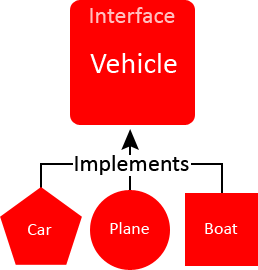 Interface
Vehicle
Implements
Car
Plane
Boat